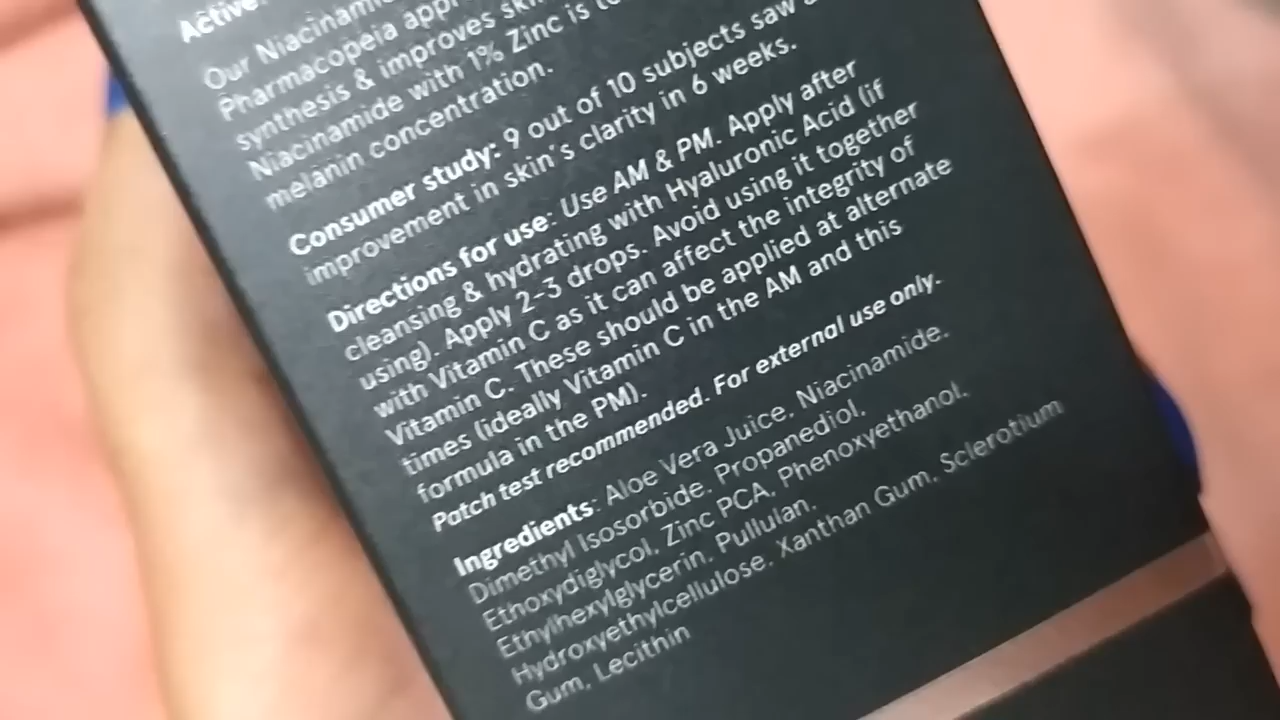 Active
Our Niacinamide
Pharmacopeia
synthesis & improves
Niacinamide with 1% Zinc is
melanin concentration.
Consumer study: 9 out of 10 subjects saw
improvement in skin's clarity in 6 weeks.
Directions for use: Use AM & PM. Apply after
cleansing & hydrating with Hyaluronic Acid (if
using). Apply 2-3 drops. Avoid using it together
with Vitamin C as it can affect the integrity of
Vitamin C. These should be applied at alternate
times (ideally Vitamin C in the AM and this
formula in the PM).
Patch test recommended. For external use only.
Ingredients: Aloe Vera Juice, Niacinamide,
Dimethyl Isosorbide, Propanediol,
Ethoxydiglycol, Zinc PCA, Phenoxyethanol,
Ethylhexylglycerin, Pullulan,
Hydroxyethylcellulose, Xanthan Gum, Sclerotium
Gum, Lecithin